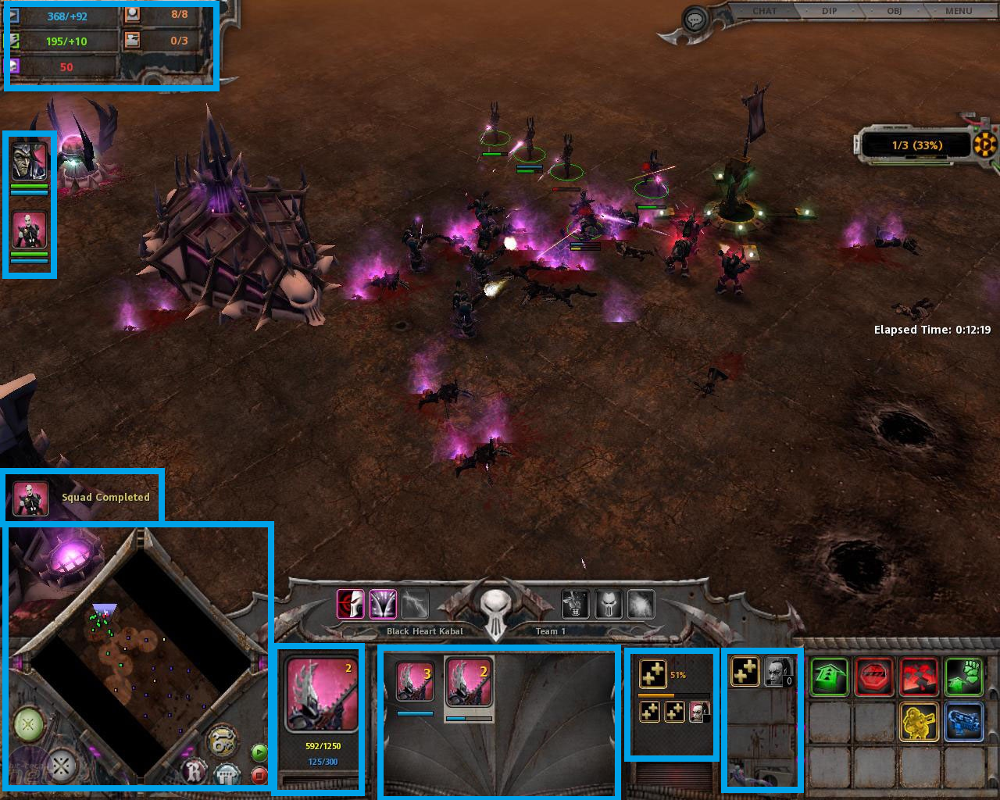 368/+92
8/8
195/+10
0/3
50
CHAT
DIP
OBJ
MENU
1/3 (33%)
Elapsed Time: 0:12:19
Squad Completed
Black Heart Kabal
Team 1
2
592/1250
125/300
3
2
51%
0
R